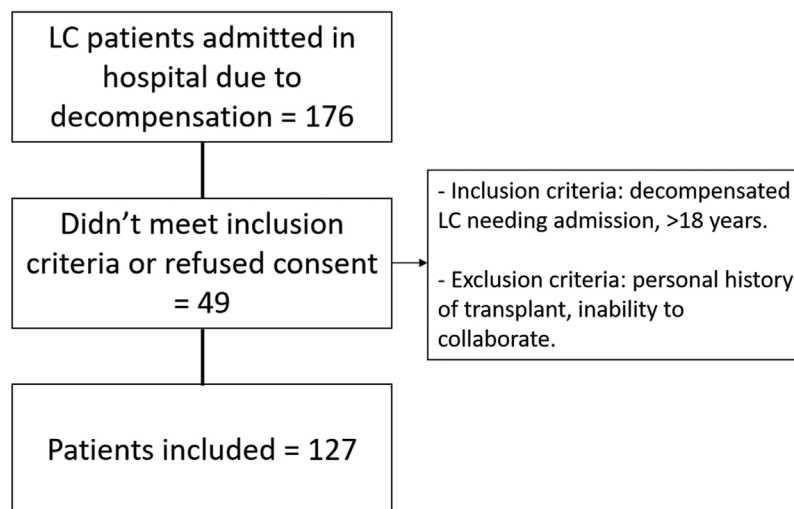 LC patients admitted in
hospital due to
decompensation = 176
Didn’t meet inclusion
criteria or refused consent
= 49
- Inclusion criteria: decompensated
LC needing admission, >18 years.
- Exclusion criteria: personal history
of transplant, inability to
collaborate.
Patients included = 127